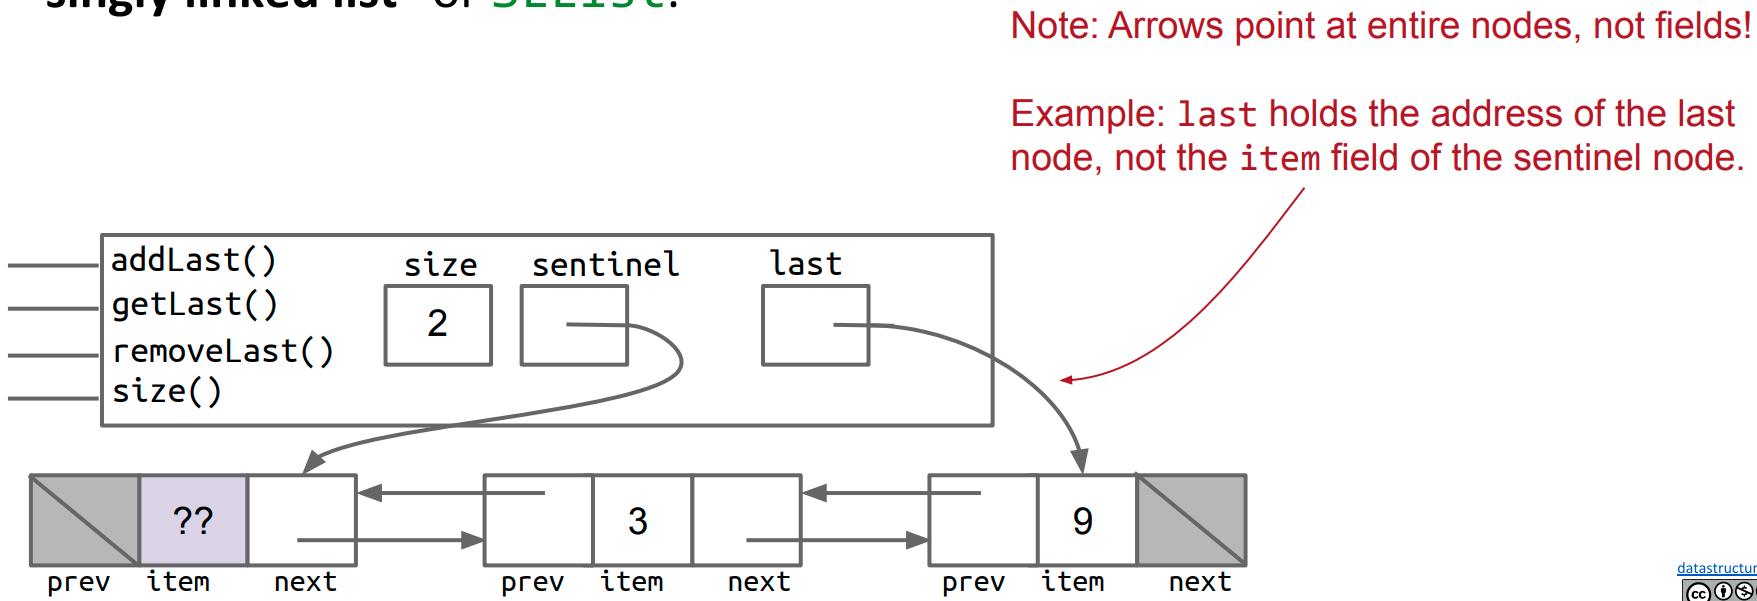 singly linked list" or SLList.
Note: Arrows point at entire nodes, not fields!
Example: last holds the address of the last
node, not the item field of the sentinel node.
addLast()
getLast()
removeLast()
size()
size
sentinel
last
2
?? 3 9
prev item next prev item next prev item next
datastructur
cc